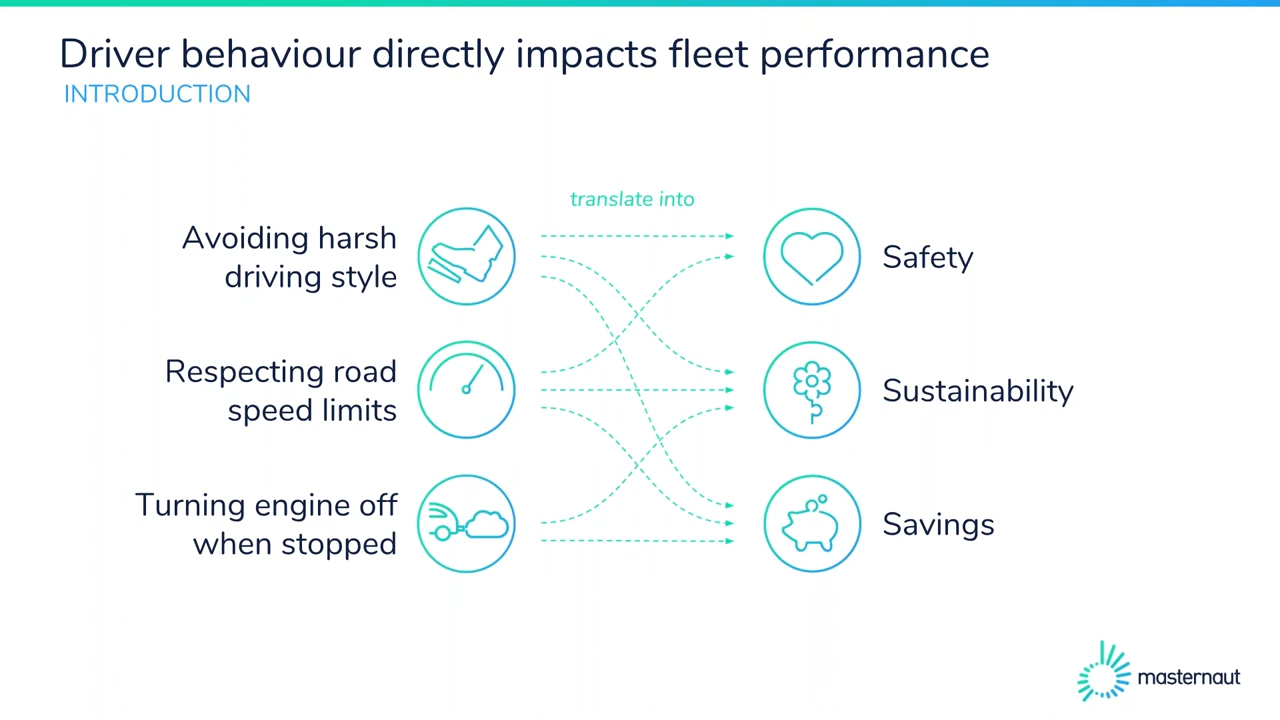 Driver behaviour directly impacts fleet performance
INTRODUCTION
translate into
Avoiding harsh
driving style
Safety
Respecting road
speed limits
Sustainability
Turning engine off
when stopped
Savings
masternaut